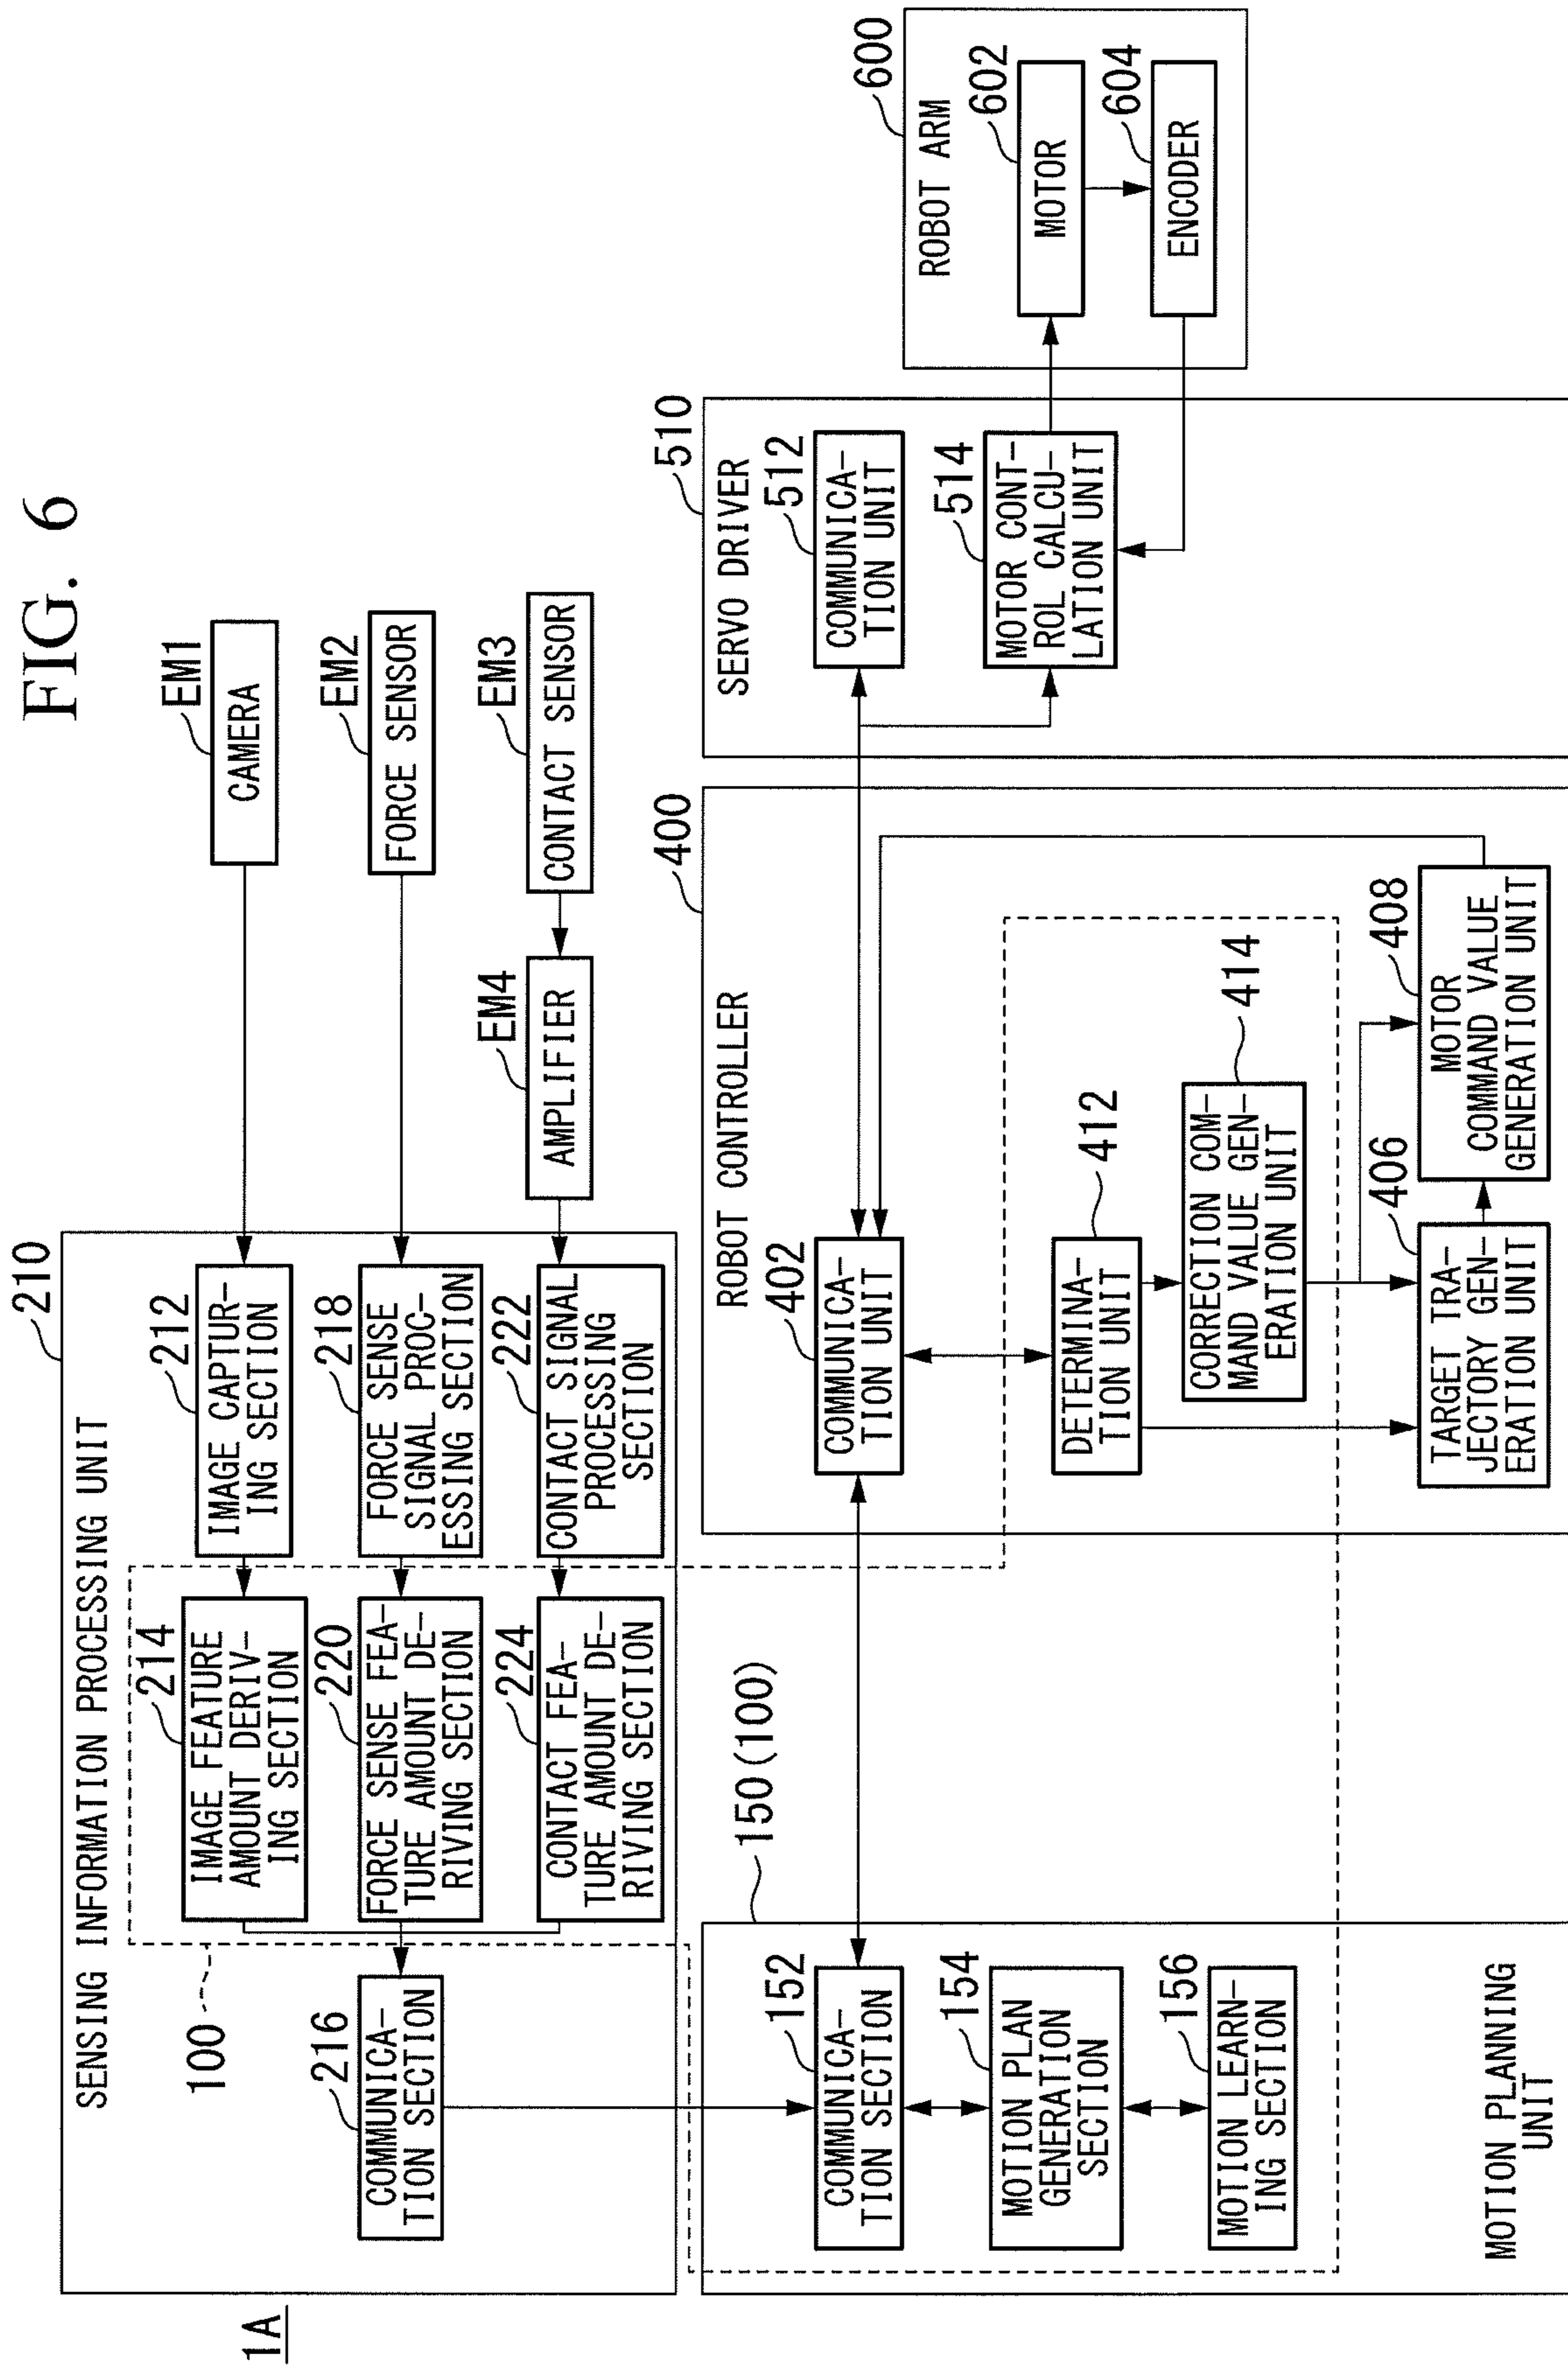 FIG. 6
1A
210
SENSING INFORMATION PROCESSING UNIT
100
214
IMAGE FEATURE
AMOUNT DERIV-
ING SECTION
212
IMAGE CAPTUR-
ING SECTION
EM1
CAMERA
216
COMMUNICA-
TION SECTION
220
FORCE SENSE FEA-
TURE AMOUNT DE-
RIVING SECTION
218
FORCE SENSE
SIGNAL PROC-
ESSING SECTION
EM2
FORCE SENSOR
224
CONTACT FEA-
TURE AMOUNT DE-
RIVING SECTION
222
CONTACT SIGNAL
PROCESSING
SECTION
EM4
AMPLIFIER
EM3
CONTACT SENSOR
150(100)
152
COMMUNICA-
TION SECTION
154
MOTION PLAN
GENERATION
SECTION
156
MOTION LEARN-
ING SECTION
MOTION PLANNING
UNIT
400
ROBOT CONTROLLER
402
COMMUNICA-
TION UNIT
412
DETERMINA-
TION UNIT
414
CORRECTION COM-
MAND VALUE GEN-
ERATION UNIT
406
TARGET TRA-
JECTORY GEN-
ERATION UNIT
408
MOTOR
COMMAND VALUE
GENERATION UNIT
510
SERVO DRIVER
512
COMMUNICA-
TION UNIT
514
MOTOR CONT-
ROL CALCU-
LATION UNIT
600
ROBOT ARM
602
MOTOR
604
ENCODER